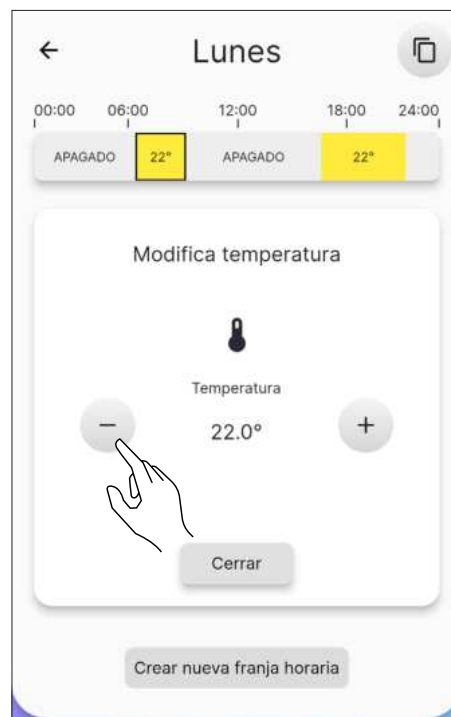 Lunes
00:00 06:00 12:00 18:00 24:00
APAGADO 22° APAGADO 22°
Modifica temperatura
Temperatura
− 22.0° +
Cerrar
Crear nueva franja horaria